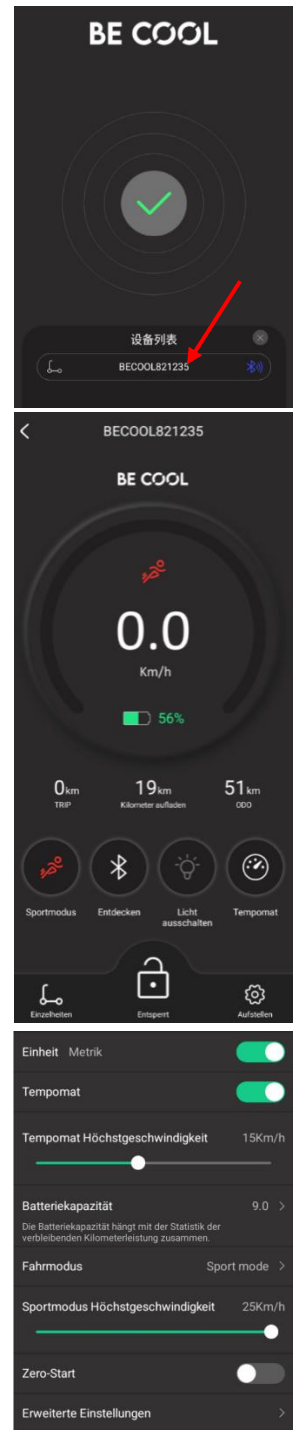 BE COOL
设备列表
BECOOL821235
BECOOL821235
BE COOL
0.0
Km/h
56%
0km 19km 51km
TRIP Kilometer aufladen ODO
Sportmodus Entdecken Licht ausschalten Tempomat
Einzelheiten Entsperrt Aufstellen
Einheit Metrik
Tempomat
Tempomat Höchstgeschwindigkeit 15Km/h
Batteriekapazität 9.0 >
Die Batteriekapazität hängt mit der Statistik der
verbleibenden Kilometerleistung zusammen.
Fahrmodus Sport mode >
Sportmodus Höchstgeschwindigkeit 25Km/h
Zero-Start
Erweiterte Einstellungen >